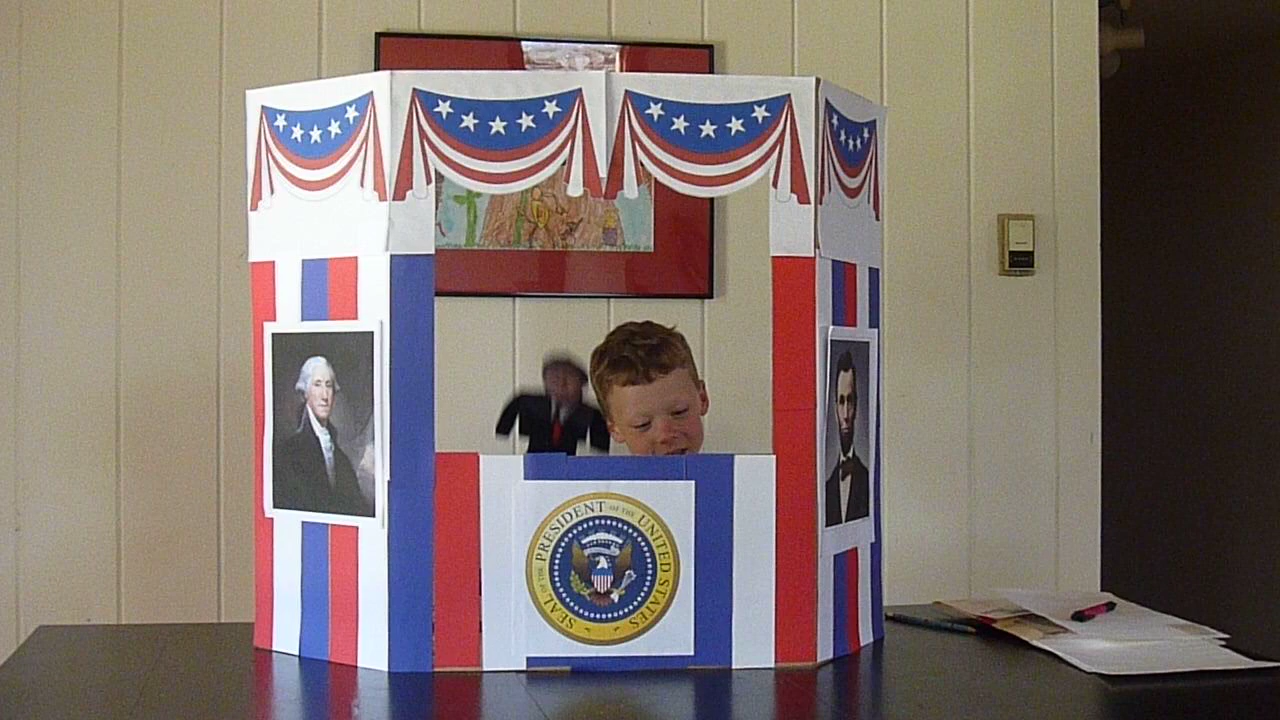 SEAL OF THE PRESIDENT OF THE UNITED STATES